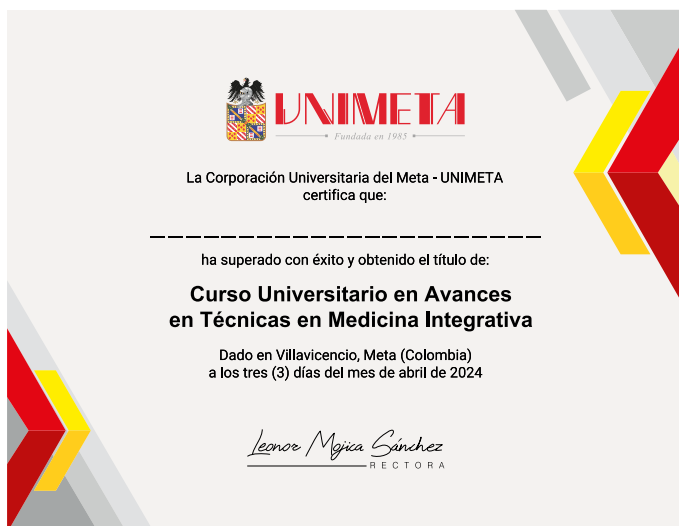 UNIMETA
Fundada en 1985
La Corporación Universitaria del Meta - UNIMETA
certifica que:
ha superado con éxito y obtenido el título de:
Curso Universitario en Avances
en Técnicas en Medicina Integrativa
Dado en Villavicencio, Meta (Colombia)
a los tres (3) días del mes de abril de 2024
Leonor Mojica Sánchez
RECTORA